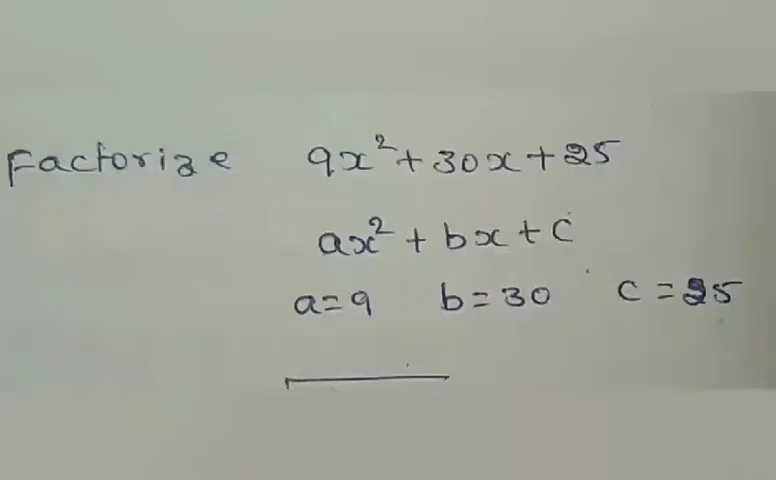 Factorize 9x² + 30x + 25
ax² + bx + c
a=9 b=30 c=25